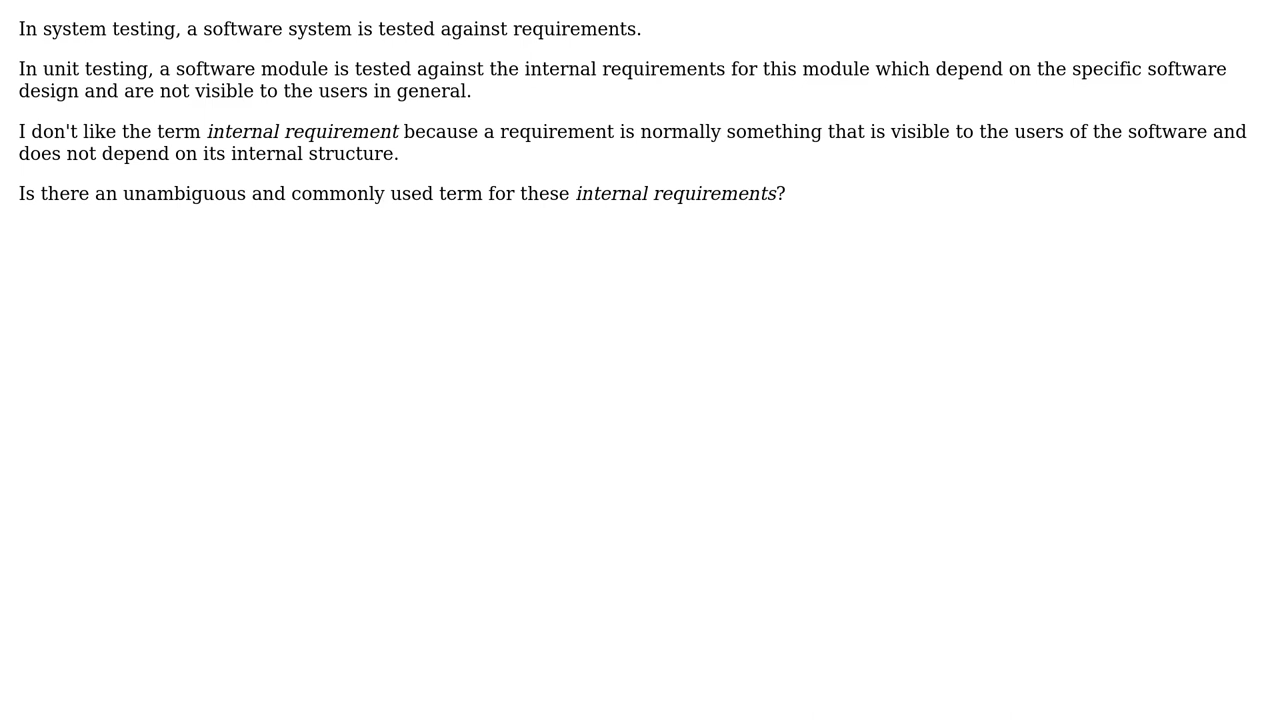 In system testing, a software system is tested against requirements.
In unit testing, a software module is tested against the internal requirements for this module which depend on the specific software
design and are not visible to the users in general.
I don't like the term internal requirement because a requirement is normally something that is visible to the users of the software and
does not depend on its internal structure.
Is there an unambiguous and commonly used term for these internal requirements?